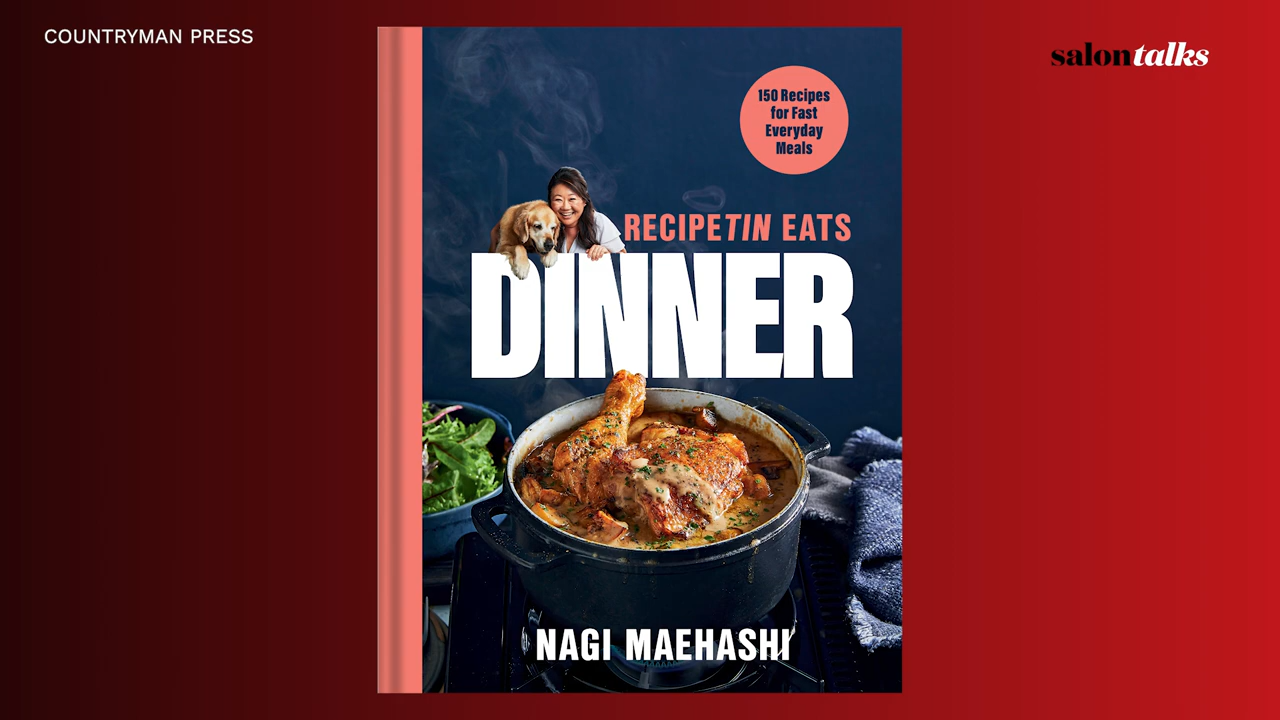 COUNTRYMAN PRESS
salontalks
150 Recipes
for Fast
Everyday
Meals
RECIPETIN EATS
DINNER
NAGI MAEHASHI